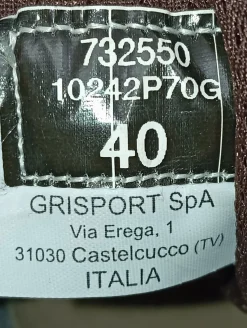 732550
10242P70G
40
GRISPORT SpA
Via Erega, 1
31030 Castelcucco (TV)
ITALIA